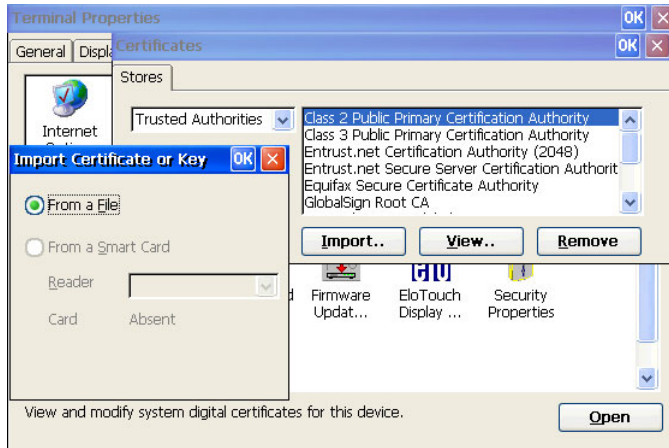 Terminal Properties OK
General Displ
Certificates OK
Stores
Internet
Trusted Authorities
Class 2 Public Primary Certification Authority
Class 3 Public Primary Certification Authority
Entrust.net Certification Authority (2048)
Entrust.net Secure Server Certification Authorit
Equifax Secure Certificate Authority
GlobalSign Root CA
Import.. View.. Remove
Import Certificate or Key OK
From a File
From a Smart Card
Reader
Card Absent
Firmware Updat...
EloTouch Display ...
Security Properties
View and modify system digital certificates for this device.
Open